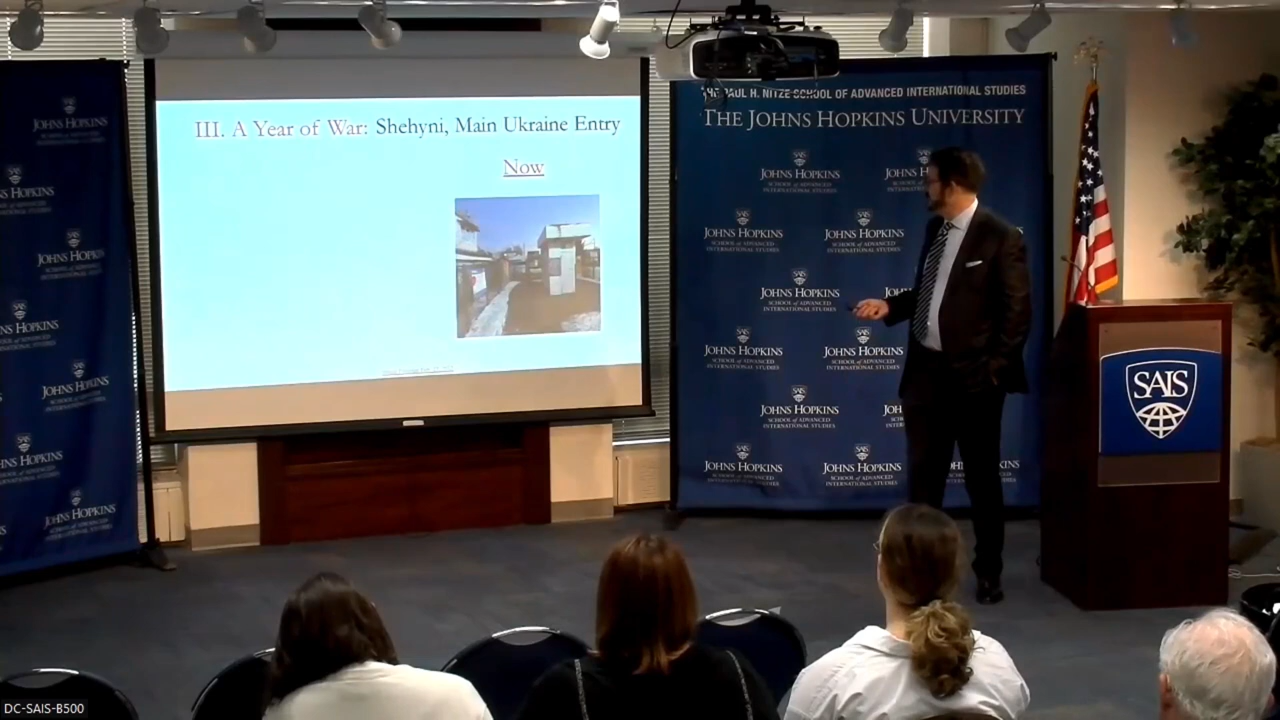 III. A Year of War: Shehyni, Main Ukraine Entry
Now
THE PAUL H. NITZE SCHOOL OF ADVANCED INTERNATIONAL STUDIES
THE JOHNS HOPKINS UNIVERSITY
JOHNS HOPKINS
SCHOOL of ADVANCED
INTERNATIONAL STUDIES
SAIS
DC-SAIS-B500